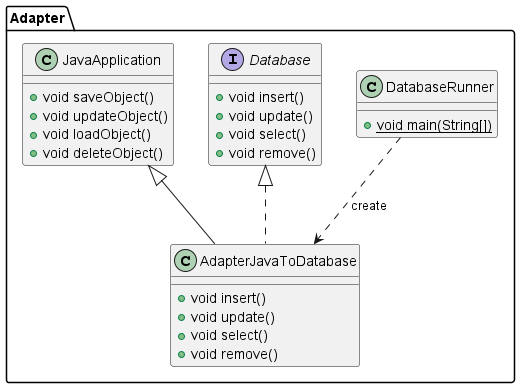 Adapter
C JavaApplication
void saveObject()
void updateObject()
void loadObject()
void deleteObject()
I Database
void insert()
void update()
void select()
void remove()
C DatabaseRunner
void main(String[])
create
C AdapterJavaToDatabase
void insert()
void update()
void select()
void remove()